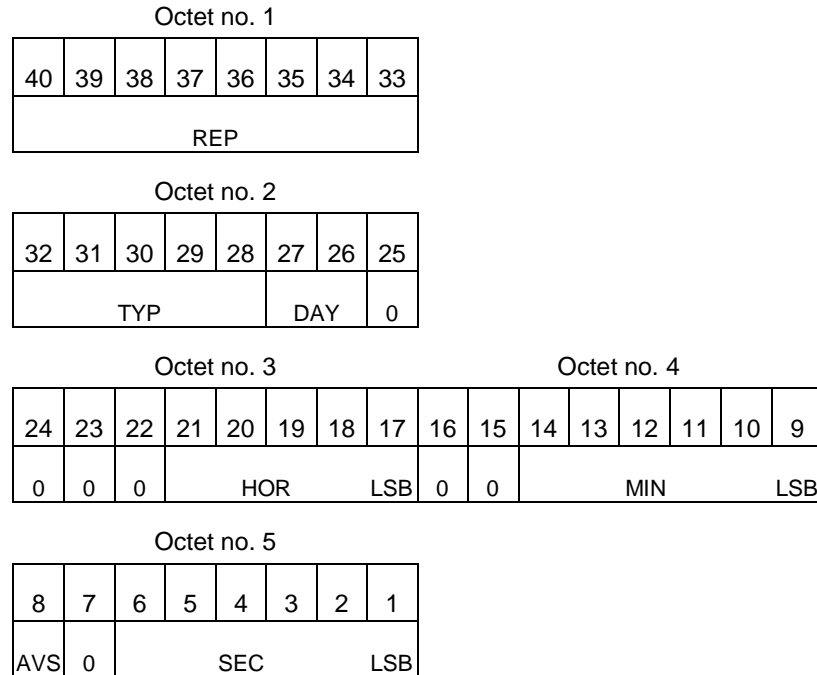 Octet no. 1
40 39 38 37 36 35 34 33
REP
Octet no. 2
32 31 30 29 28 27 26 25
TYP DAY 0
Octet no. 3 Octet no. 4
24 23 22 21 20 19 18 17 16 15 14 13 12 11 10 9
0 0 0 HOR LSB 0 0 MIN LSB
Octet no. 5
8 7 6 5 4 3 2 1
AVS 0 SEC LSB